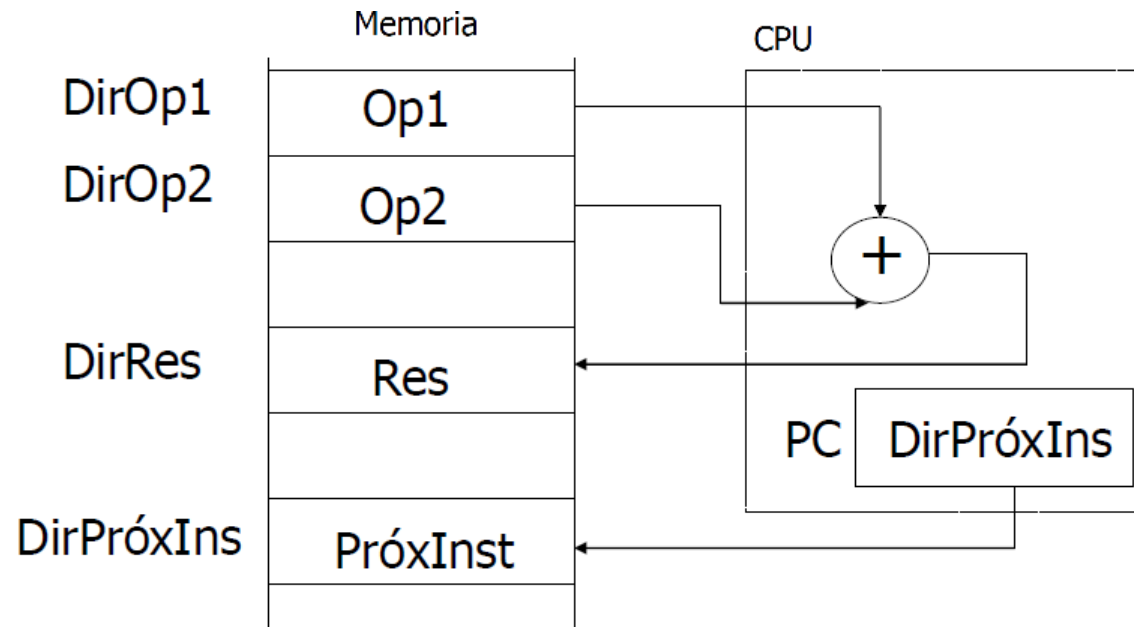 Memoria
CPU
DirOp1
Op1
DirOp2
Op2
+
DirRes
Res
PC
DirPróxIns
DirPróxIns
PróxInst